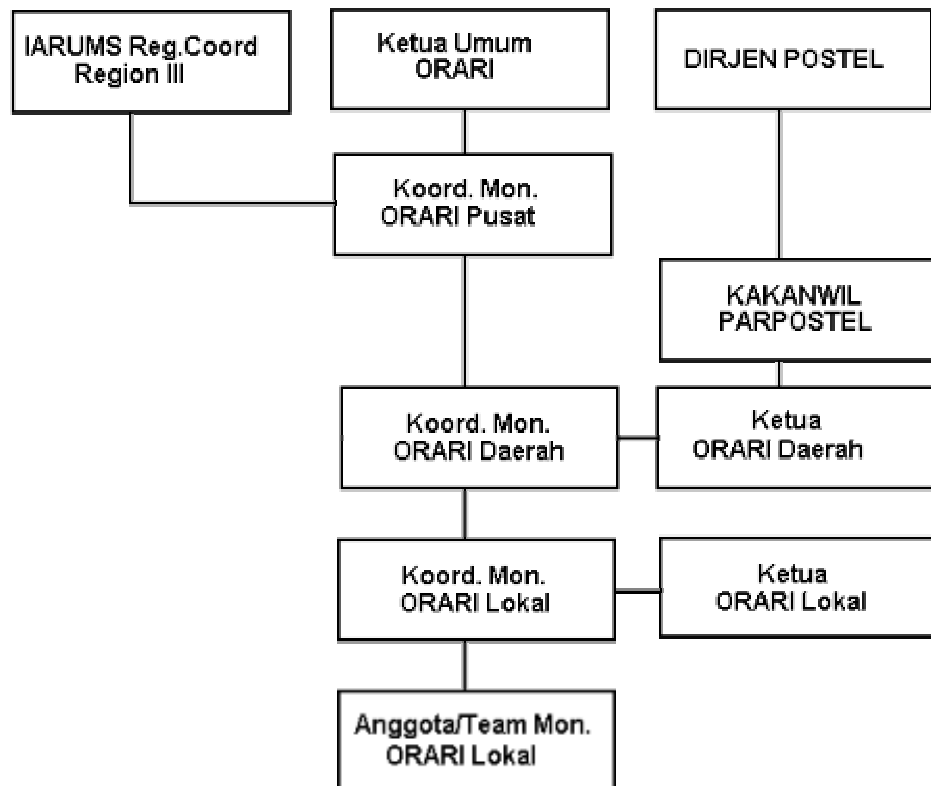 IARUMS Reg.Coord
Region III
Ketua Umum
ORARI
DIRJEN POSTEL
Koord. Mon.
ORARI Pusat
KAKANWIL
PARPOSTEL
Koord. Mon.
ORARI Daerah
Ketua
ORARI Daerah
Koord. Mon.
ORARI Lokal
Ketua
ORARI Lokal
Anggota/Team Mon.
ORARI Lokal